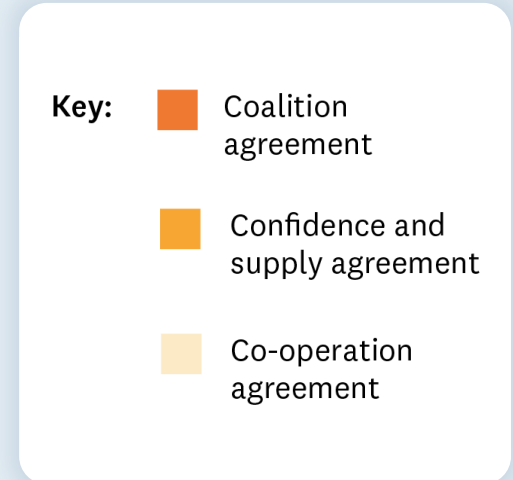 Key:
Coalition
agreement
Confidence and
supply agreement
Co-operation
agreement